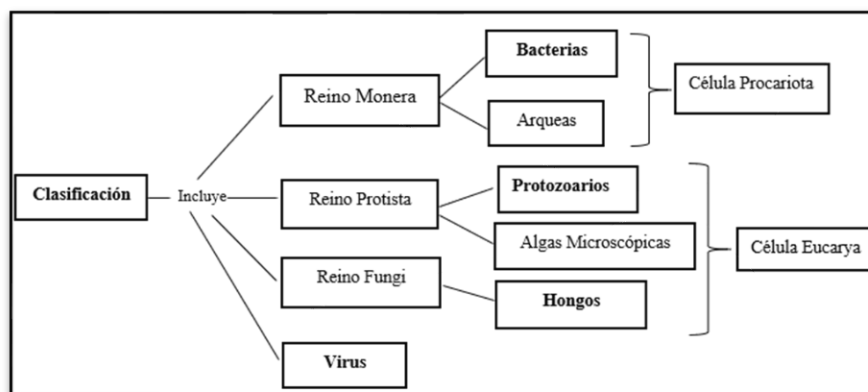 Clasificación
Incluye
Reino Monera
Bacterias
Arqueas
Célula Procariota
Reino Protista
Protozoarios
Algas Microscópicas
Reino Fungi
Hongos
Célula Eucarya
Virus